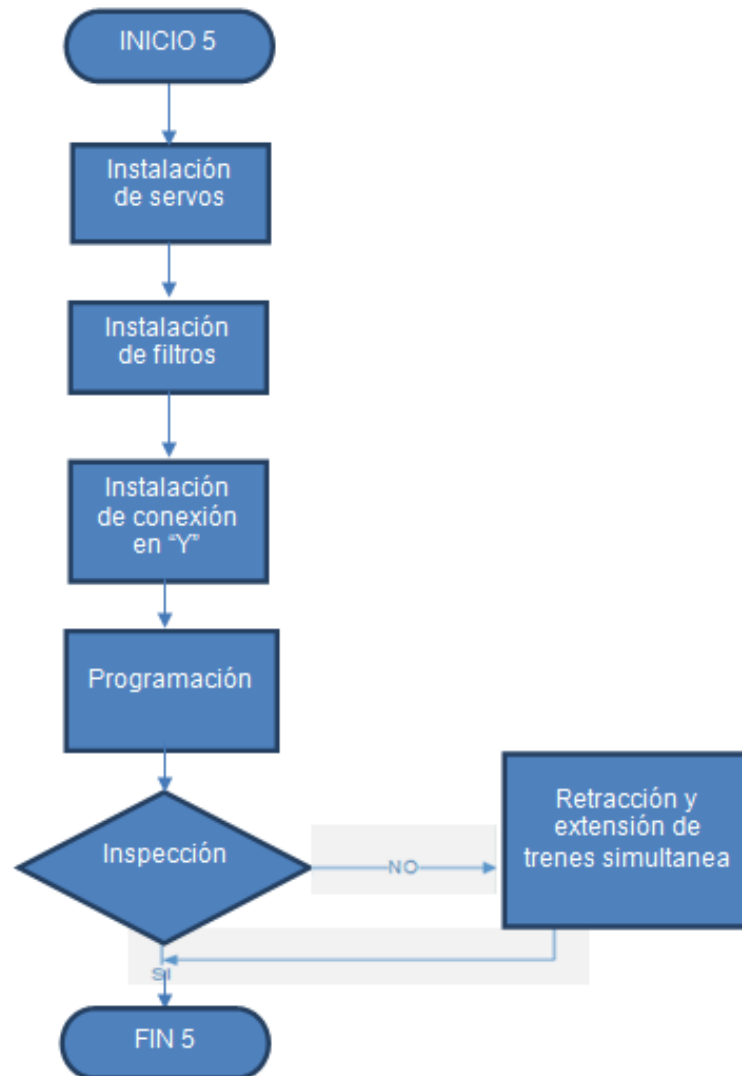 INICIO 5
Instalación
de servos
Instalación
de filtros
Instalación
de conexión
en “Y”
Programación
Inspección
NO
Retracción y
extensión de
trenes simultanea
SI
FIN 5